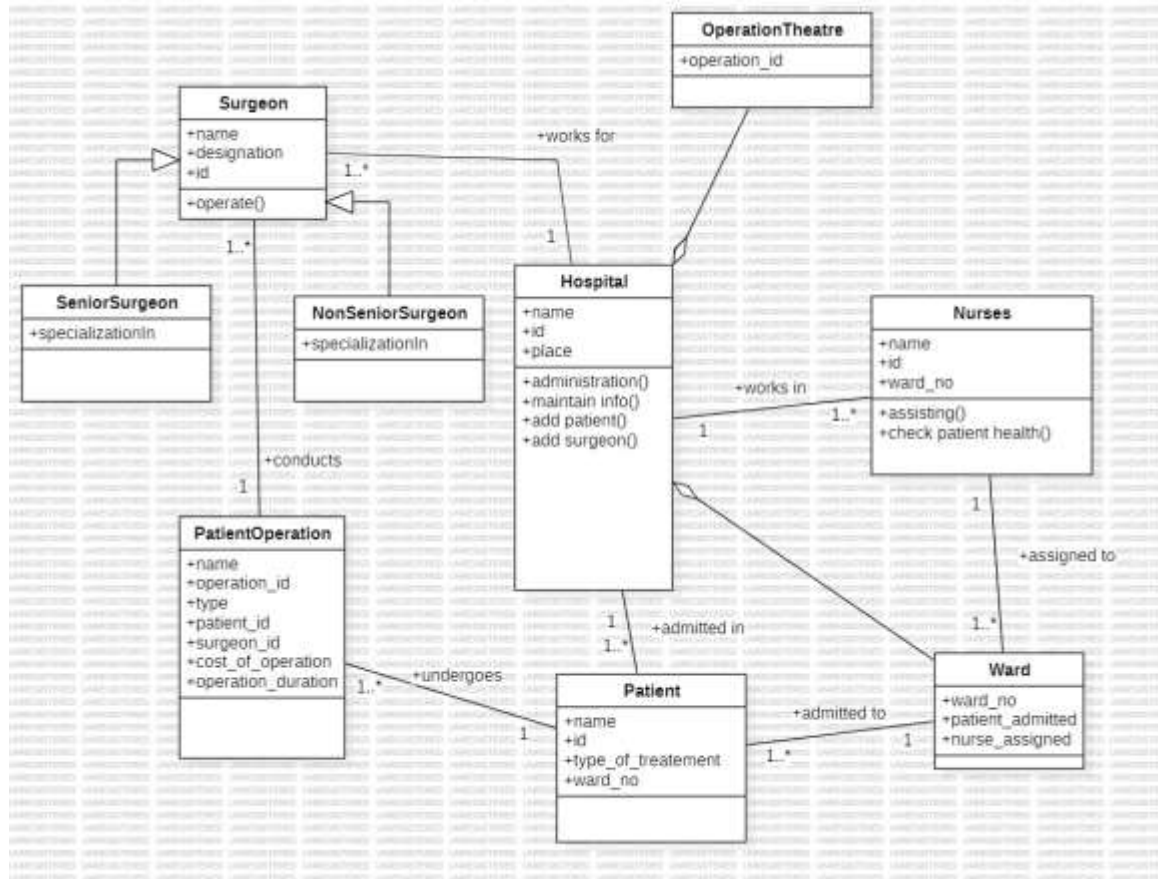 OperationTheatre
+operation_id
Surgeon
+name
+designation
+id
+operate()
+works for
1..*
1
1..*
SeniorSurgeon
+specializationIn
NonSeniorSurgeon
+specializationIn
Hospital
+name
+id
+place
+administration()
+maintain info()
+add patient()
+add surgeon()
Nurses
+name
+id
+ward_no
+assisting()
+check patient health()
+works in
1
1..*
+conducts
1
PatientOperation
+name
+operation_id
+type
+patient_id
+surgeon_id
+cost_of_operation
+operation_duration
1
+assigned to
1..*
1
+admitted in
1..*
+undergoes
1..*
1
Patient
+name
+id
+type_of_treatement
+ward_no
+admitted to
1..*
1
Ward
+ward_no
+patient_admitted
+nurse_assigned